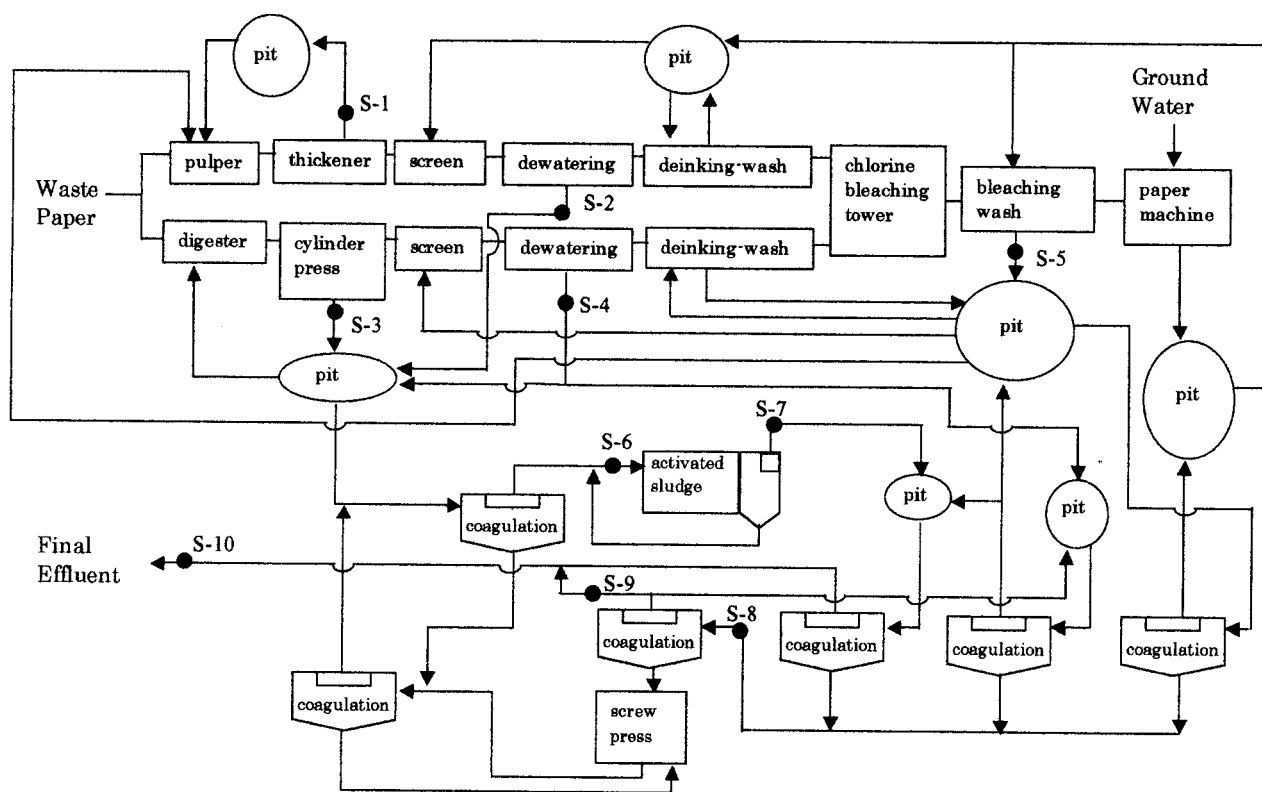 pit
pit
Ground
Water
S-1
pulper
thickener
screen
dewatering
deinking-wash
chlorine
bleaching
tower
bleaching
wash
paper
machine
Waste
Paper
S-2
digester
cylinder
press
screen
dewatering
deinking-wash
S-5
S-3
S-4
pit
pit
pit
S-7
S-6
activated
sludge
pit
pit
coagulation
Final
Effluent
S-10
S-9
S-8
coagulation
coagulation
coagulation
coagulation
coagulation
screw
press